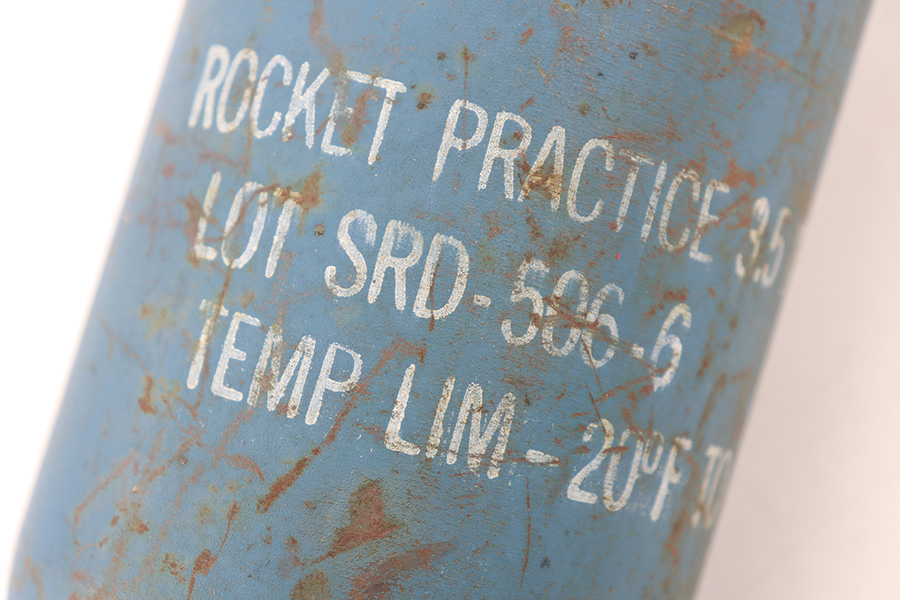 ROCKET PRACTICE 3.5
LOT SRD-506-6
TEMP LIM-20°F TO